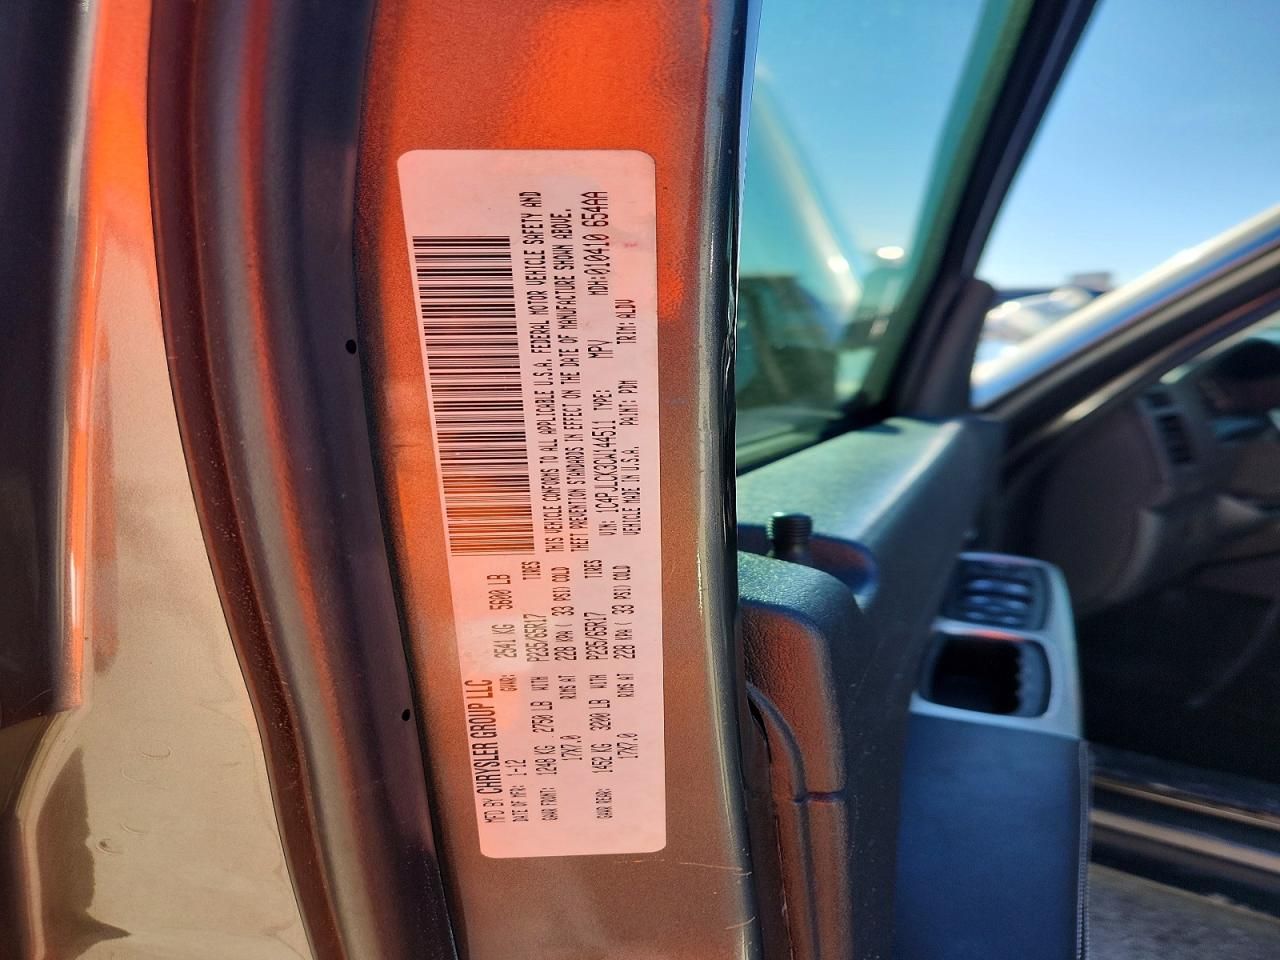 MFD BY CHRYSLER GROUP LLC
DATE OF MFR: 1-12 GVWR: 2541 KG 5600 LB
GAWR FRONT: 1248 KG 2750 LB WITH P235/65R17 TIRES
17X7.0 RIMS AT 228 KPA ( 33 PSI) COLD
GAWR REAR: 1452 KG 3200 LB WITH P235/65R17 TIRES
17X7.0 RIMS AT 228 KPA ( 33 PSI) COLD
THIS VEHICLE CONFORMS TO ALL APPLICABLE U.S.A. FEDERAL MOTOR VEHICLE SAFETY AND
THEFT PREVENTION STANDARDS IN EFFECT ON THE DATE OF MANUFACTURE SHOWN ABOVE.
VIN: 1C4PJLCK3CW144511 TYPE: MPV MDH:010410 654AA
VEHICLE MADE IN U.S.A. PAINT: PDM TRIM: ALDV